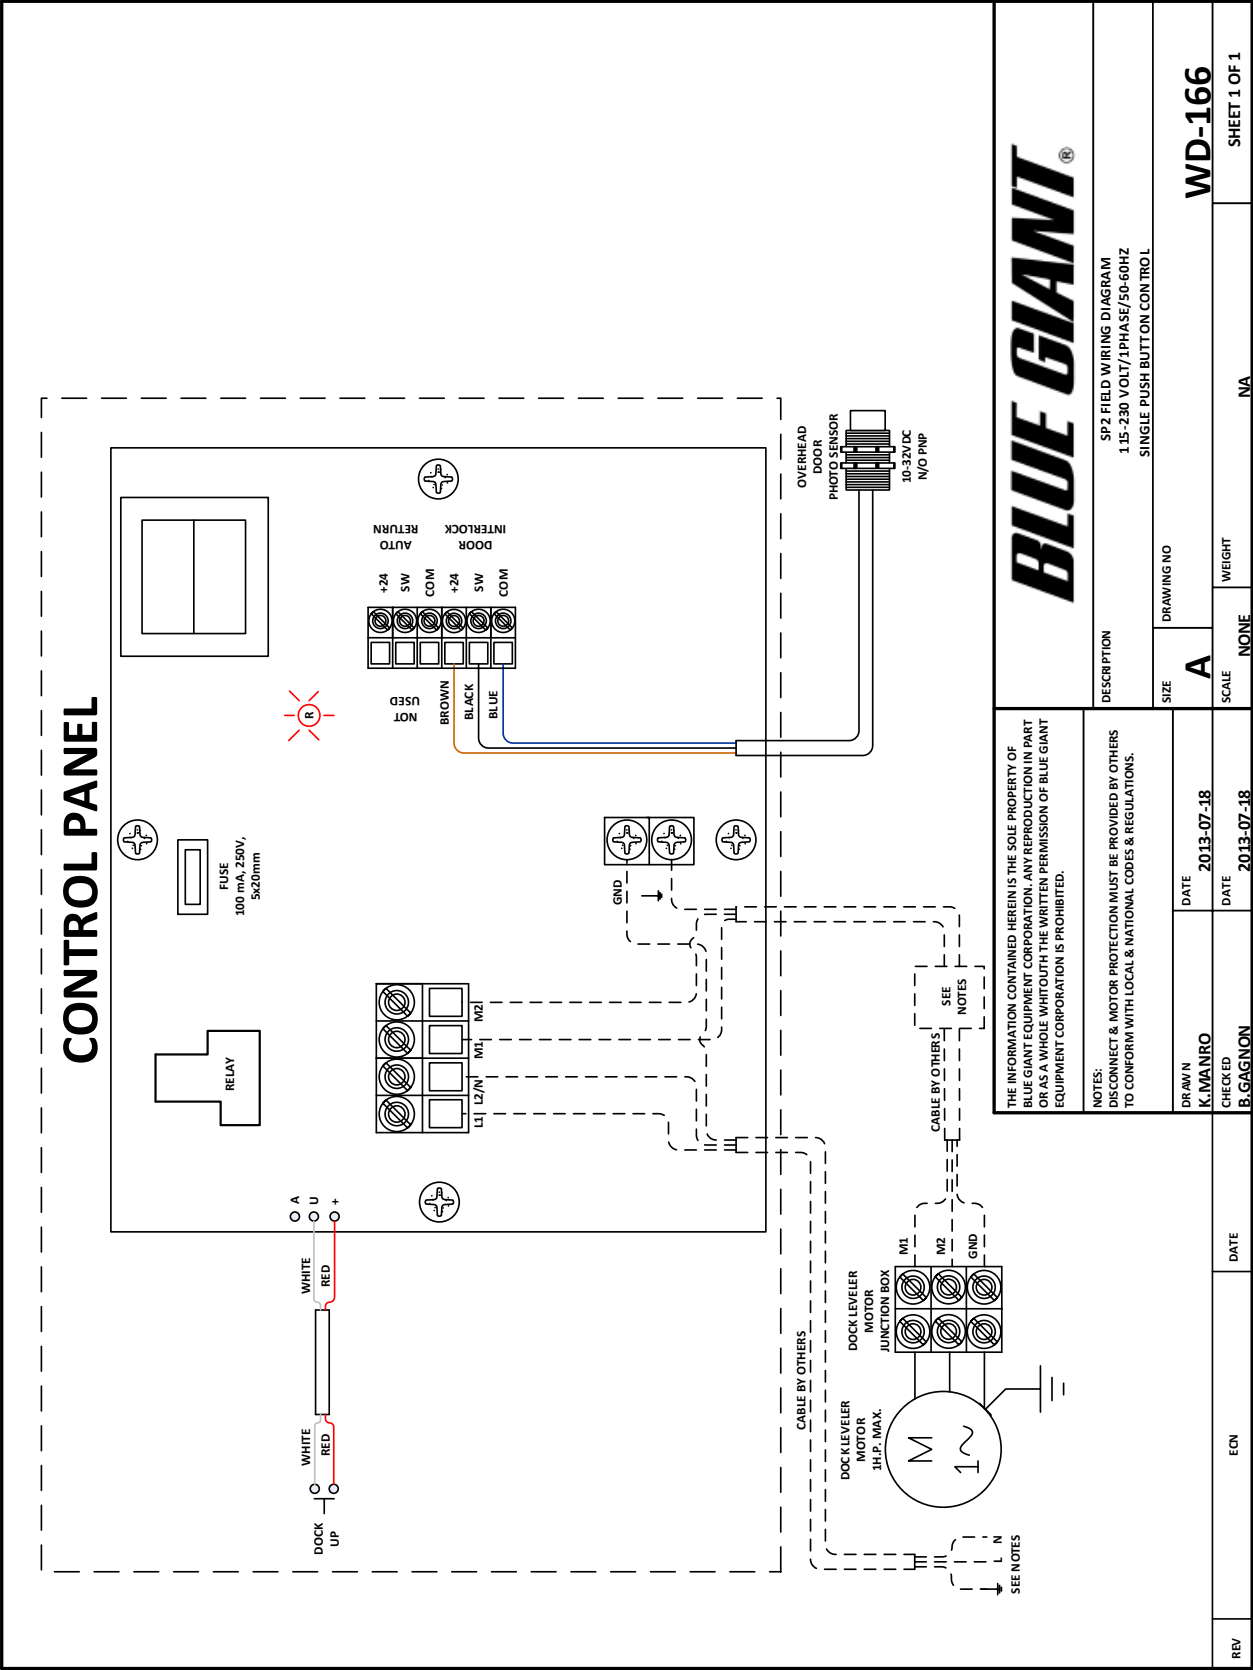 CONTROL PANEL
DOCK
UP
WHITE
RED
WHITE
RED
A
U
+
RELAY
FUSE
100 mA, 250V,
5x20mm
R
L1
L2/N
M1
M2
GND
NOT
USED
BROWN
BLACK
BLUE
+24
SW
COM
+24
SW
COM
AUTO
RETURN
DOOR
INTERLOCK
OVERHEAD
DOOR
PHOTO SENSOR
10-32VDC
N/O PNP
CABLE BY OTHERS
L
N
SEE NOTES
DOCK LEVELER
MOTOR
1H.P. MAX.
M
1~
DOCK LEVELER
MOTOR
JUNCTION BOX
M1
M2
GND
CABLE BY OTHERS
SEE
NOTES
THE INFORMATION CONTAINED HEREIN IS THE SOLE PROPERTY OF
BLUE GIANT EQUIPMENT CORPORATION. ANY REPRODUCTION IN PART
OR AS A WHOLE WHITOUTH THE WRITTEN PERMISSION OF BLUE GIANT
EQUIPMENT CORPORATION IS PROHIBITED.
NOTES:
DISCONNECT & MOTOR PROTECTION MUST BE PROVIDED BY OTHERS
TO CONFORM WITH LOCAL & NATIONAL CODES & REGULATIONS.
BLUE GIANT®
DESCRIPTION
SP2 FIELD WIRING DIAGRAM
115-230 VOLT/1PHASE/50-60HZ
SINGLE PUSH BUTTON CONTROL
DRAWN
K.MANRO
DATE
2013-07-18
SIZE
A
DRAWING NO
WD-166
REV
ECN
DATE
CHECKED
B.GAGNON
DATE
2013-07-18
SCALE
NONE
WEIGHT
NA
SHEET 1 OF 1